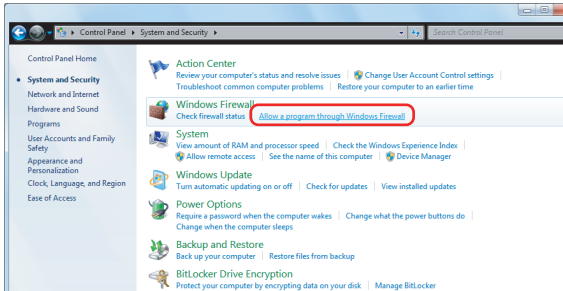 Control Panel ▸ System and Security ▸
Search Control Panel
Control Panel Home
System and Security
Network and Internet
Hardware and Sound
Programs
User Accounts and Family
Safety
Appearance and
Personalization
Clock, Language, and Region
Ease of Access
Action Center
Review your computer's status and resolve issues
Change User Account Control settings
Troubleshoot common computer problems
Restore your computer to an earlier time
Windows Firewall
Check firewall status
Allow a program through Windows Firewall
System
View amount of RAM and processor speed
Check the Windows Experience Index
Allow remote access
See the name of this computer
Device Manager
Windows Update
Turn automatic updating on or off
Check for updates
View installed updates
Power Options
Require a password when the computer wakes
Change what the power buttons do
Change when the computer sleeps
Backup and Restore
Back up your computer
Restore files from backup
BitLocker Drive Encryption
Protect your computer by encrypting data on your disk
Manage BitLocker